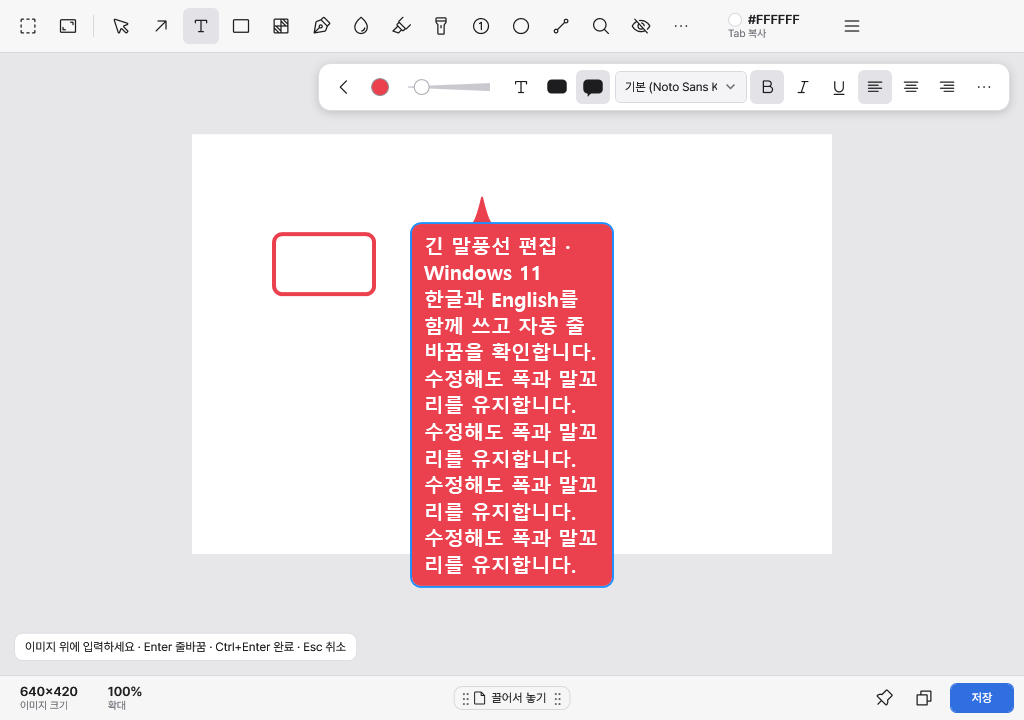 #FFFFFF
Tab 복사
기본 (Noto Sans K
긴 말풍선 편집 ·
Windows 11
한글과 English를
함께 쓰고 자동 줄
바꿈을 확인합니다.
수정해도 폭과 말꼬
리를 유지합니다.
수정해도 폭과 말꼬
리를 유지합니다.
수정해도 폭과 말꼬
리를 유지합니다.
수정해도 폭과 말꼬
리를 유지합니다.
이미지 위에 입력하세요 · Enter 줄바꿈 · Ctrl+Enter 완료 · Esc 취소
640×420
이미지 크기
100%
확대
끌어서 놓기
저장